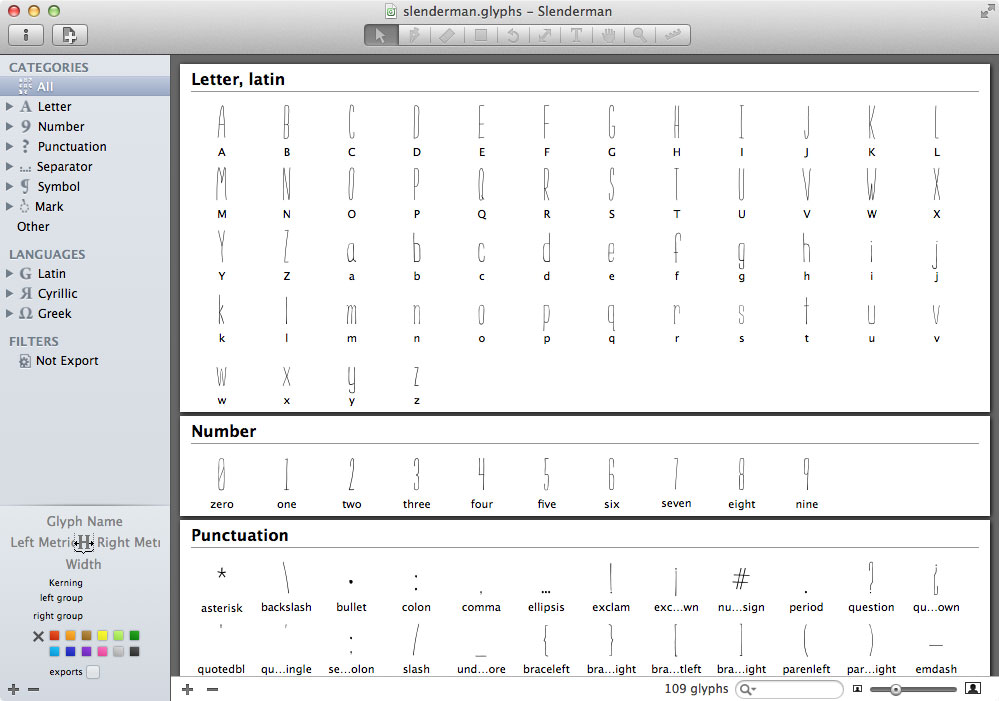 slenderman.glyphs – Slenderman
CATEGORIES
All
Letter
Number
Punctuation
Separator
Symbol
Mark
Other
LANGUAGES
Latin
Cyrillic
Greek
FILTERS
Not Export
Glyph Name
Left Metric H Right Metr
Width
Kerning
left group
right group
exports
Letter, latin
A B C D E F G H I J K L
A B C D E F G H I J K L
M N O P Q R S T U V W X
M N O P Q R S T U V W X
Y Z a b c d e f g h i j
Y Z a b c d e f g h i j
k l m n o p q r s t u v
k l m n o p q r s t u v
w x y z
w x y z
Number
0 1 2 3 4 5 6 7 8 9
zero one two three four five six seven eight nine
Punctuation
* \ • : , … ! ¡ # . ? ¿
asterisk backslash bullet colon comma ellipsis exclam exc...wn nu...sign period question qu...own
" ' ; / _ { } [ ] ( ) —
quotedbl qu...ingle se...olon slash und...ore braceleft bra...ight bra...tleft bra...ight parenleft par...ight emdash
109 glyphs